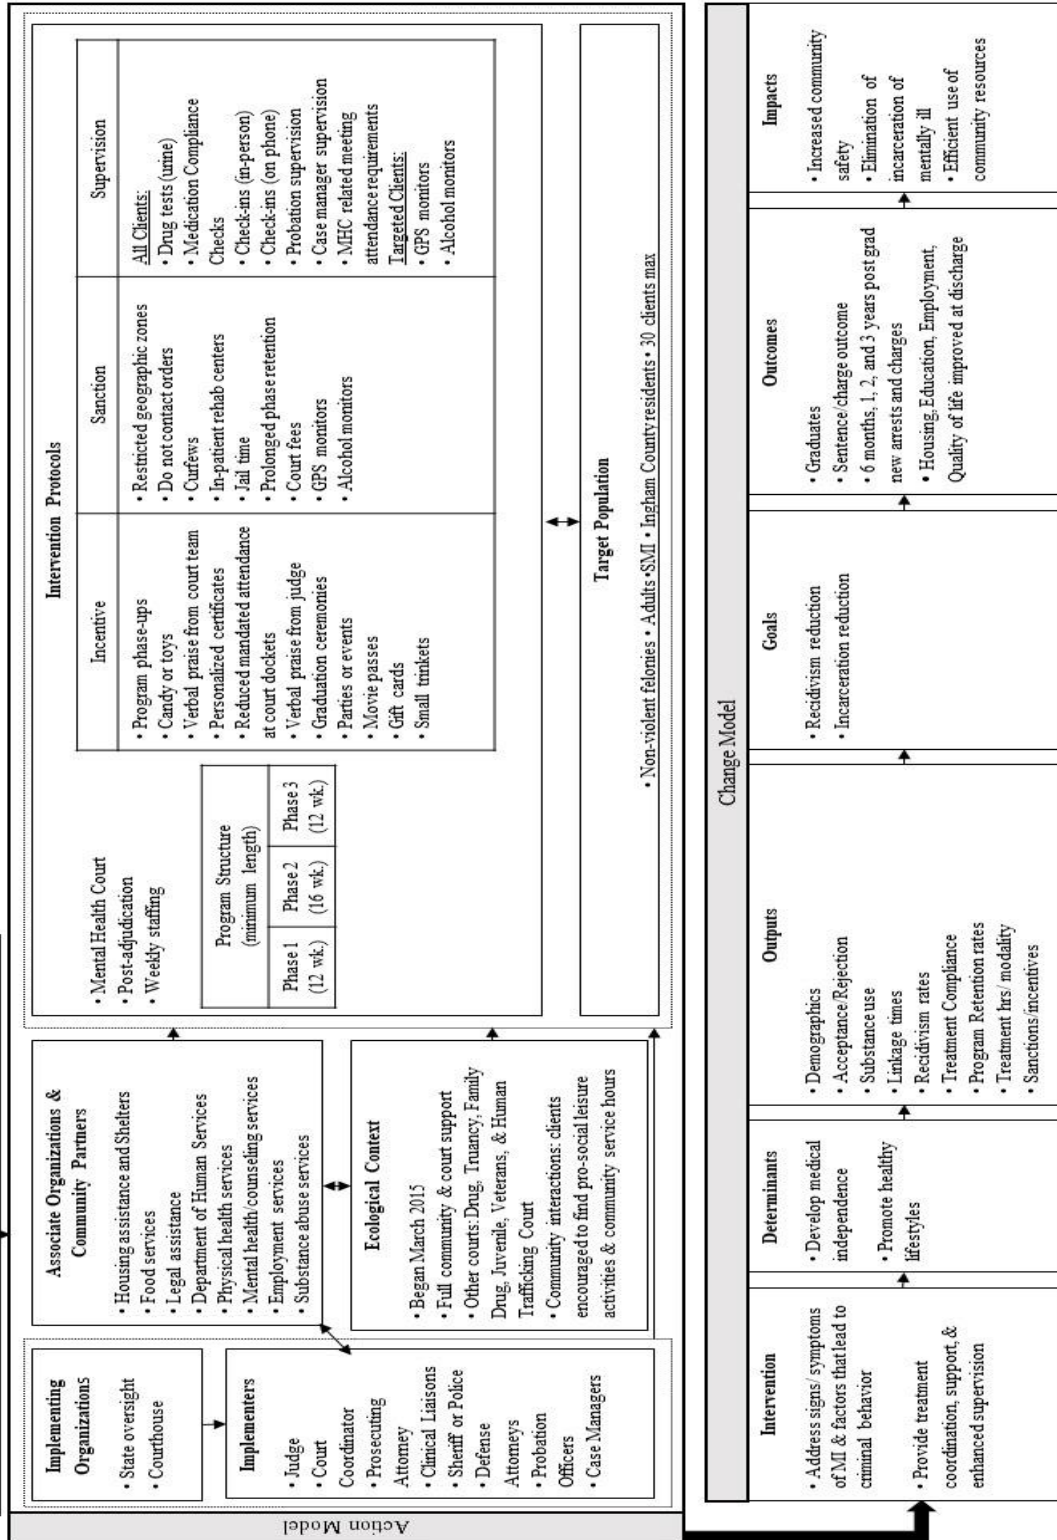 Action Model
Implementing
Organizations
• State oversight
• Courthouse
Implementers
• Judge
• Court
Coordinator
• Prosecuting
Attorney
• Clinical Liaisons
• Sheriff or Police
• Defense
Attorneys
• Probation
Officers
• Case Managers
Associate Organizations &
Community Partners
• Housing assistance and Shelters
• Food services
• Legal assistance
• Department of Human Services
• Physical health services
• Mental health/counseling services
• Employment services
• Substance abuse services
Ecological Context
• Began March 2015
• Full community & court support
• Other courts: Drug, Truancy, Family
Drug, Juvenile, Veterans, & Human
Trafficking Court
• Community interactions: clients
encouraged to find pro-social leisure
activities & community service hours
Intervention Protocols
• Mental Health Court
• Post-adjudication
• Weekly staffing
Program Structure
(minimum length)
Phase 1
(12 wk.)
Phase 2
(16 wk.)
Phase 3
(12 wk.)
Incentive
• Program phase-ups
• Candy or toys
• Verbal praise from court team
• Personalized certificates
• Reduced mandated attendance
at court dockets
• Verbal praise from judge
• Graduation ceremonies
• Parties or events
• Movie passes
• Gift cards
• Small trinkets
Sanction
• Restricted geographic zones
• Do not contact orders
• Curfews
• In-patient rehab centers
• Jail time
• Prolonged phase retention
• Court fees
• GPS monitors
• Alcohol monitors
Supervision
All Clients:
• Drug tests (urine)
• Medication Compliance
Checks
• Check-ins (in-person)
• Check-ins (on phone)
• Probation supervision
• Case manager supervision
• MHC related meeting
attendance requirements
Targeted Clients:
• GPS monitors
• Alcohol monitors
Target Population
• Non-violent felonies • Adults •SMI • Ingham County residents • 30 clients max
Change Model
Intervention
• Address signs/ symptoms
of MI & factors that lead to
criminal behavior
• Provide treatment
coordination, support, &
enhanced supervision
Determinants
• Develop medical
independence
• Promote healthy
lifestyles
Outputs
• Demographics
• Acceptance/Rejection
• Substance use
• Linkage times
• Recidivism rates
• Treatment Compliance
• Program Retention rates
• Treatment hrs/ modality
• Sanctions/incentives
Goals
• Recidivism reduction
• Incarceration reduction
Outcomes
• Graduates
• Sentence/charge outcome
• 6 months, 1, 2, and 3 years post grad
new arrests and charges
• Housing, Education, Employment,
Quality of life improved at discharge
Impacts
• Increased community
safety
• Elimination of
incarceration of
mentally ill
• Efficient use of
community resources